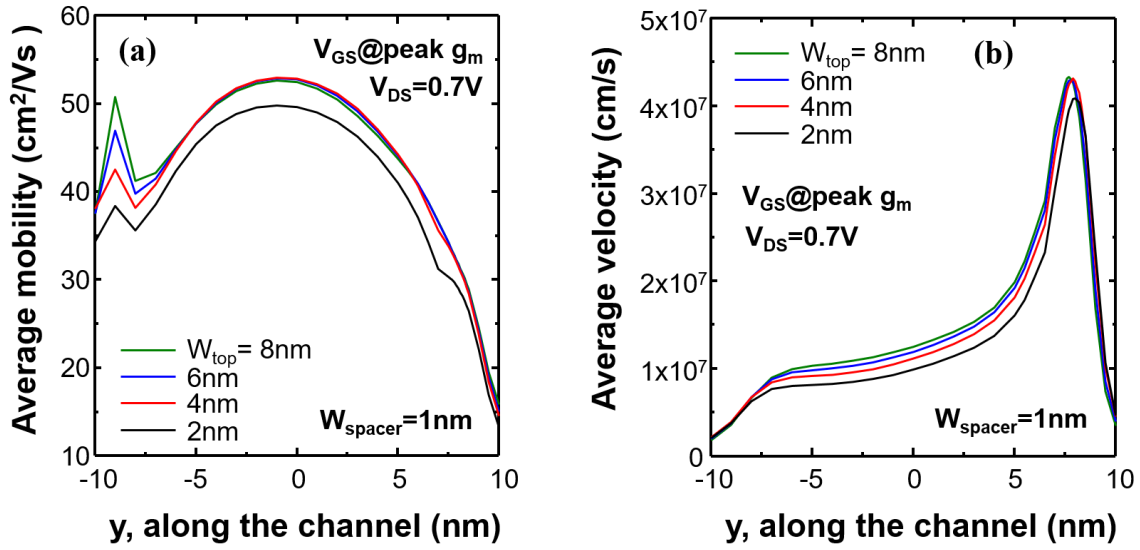 (a)
V_GS@peak g_m
V_DS=0.7V
W_top= 8nm
6nm
4nm
2nm
W_spacer=1nm
60
50
40
30
20
10
-10
-5
0
5
10
Average mobility (cm²/Vs )
y, along the channel (nm)
(b)
W_top= 8nm
6nm
4nm
2nm
V_GS@peak g_m
V_DS=0.7V
W_spacer=1nm
5x10⁷
4x10⁷
3x10⁷
2x10⁷
1x10⁷
0
-10
-5
0
5
10
Average velocity (cm/s)
y, along the channel (nm)